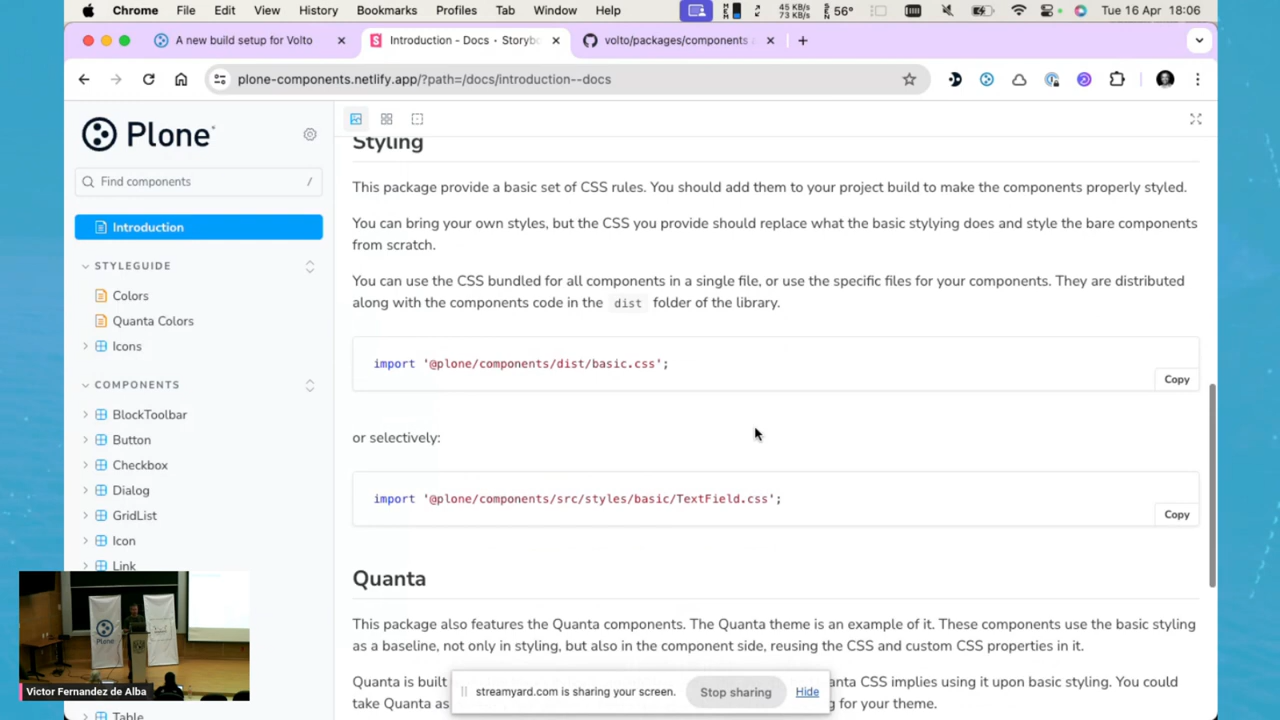 Chrome File Edit View History Bookmarks Profiles Tab Window Help 45 KB/s 73 KB/s 56° Tue 16 Apr 18:06
A new build setup for Volto Introduction - Docs · Storyb volto/packages/components
plone-components.netlify.app/?path=/docs/introduction--docs
Plone
Find components /
Introduction
STYLEGUIDE
Colors
Quanta Colors
Icons
COMPONENTS
BlockToolbar
Button
Checkbox
Dialog
GridList
Icon
Link
Table
Styling
This package provide a basic set of CSS rules. You should add them to your project build to make the components properly styled.
You can bring your own styles, but the CSS you provide should replace what the basic stylying does and style the bare components
from scratch.
You can use the CSS bundled for all components in a single file, or use the specific files for your components. They are distributed
along with the components code in the dist folder of the library.
import '@plone/components/dist/basic.css';
Copy
or selectively:
import '@plone/components/src/styles/basic/TextField.css';
Copy
Quanta
This package also features the Quanta components. The Quanta theme is an example of it. These components use the basic styling
as a baseline, not only in styling, but also in the component side, reusing the CSS and custom CSS properties in it.
Quanta is built
anta CSS implies using it upon basic styling. You could
take Quanta as
g for your theme.
streamyard.com is sharing your screen. Stop sharing Hide
Plone
Victor Fernandez de Alba